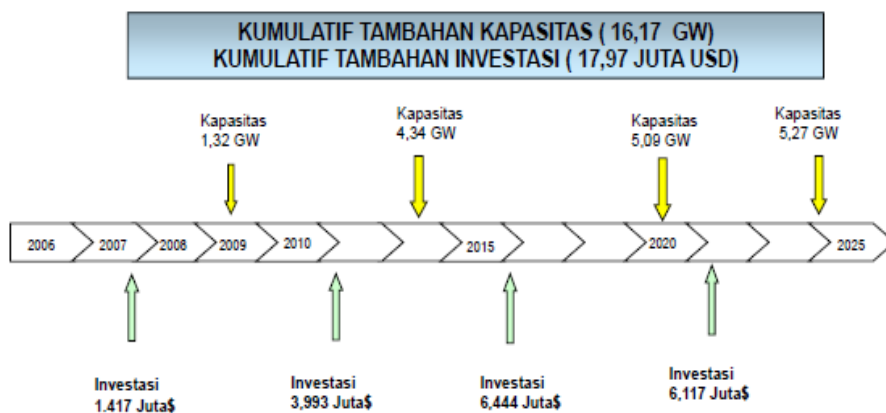 KUMULATIF TAMBAHAN KAPASITAS ( 16,17 GW)
KUMULATIF TAMBAHAN INVESTASI ( 17,97 JUTA USD)
Kapasitas
1,32 GW
Kapasitas
4,34 GW
Kapasitas
5,09 GW
Kapasitas
5,27 GW
2006 2007 2008 2009 2010 2015 2020 2025
Investasi
1.417 Juta$
Investasi
3,993 Juta$
Investasi
6,444 Juta$
Investasi
6,117 Juta$